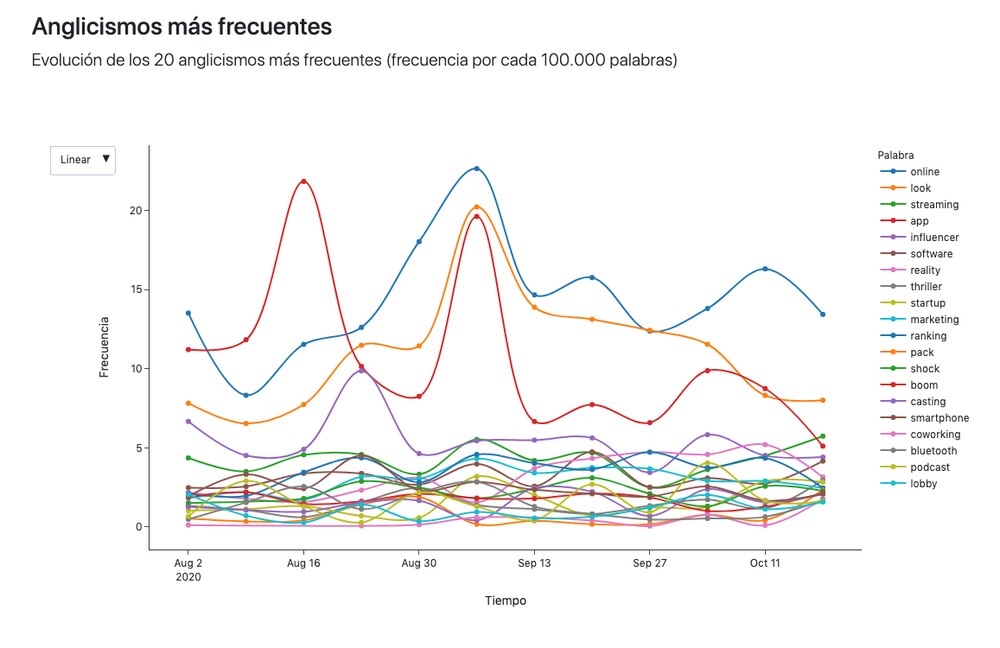 Anglicismos más frecuentes
Evolución de los 20 anglicismos más frecuentes (frecuencia por cada 100.000 palabras)
Linear ▼
Frecuencia
20
15
10
5
0
Aug 2
2020
Aug 16
Aug 30
Sep 13
Sep 27
Oct 11
Tiempo
Palabra
online
look
streaming
app
influencer
software
reality
thriller
startup
marketing
ranking
pack
shock
boom
casting
smartphone
coworking
bluetooth
podcast
lobby